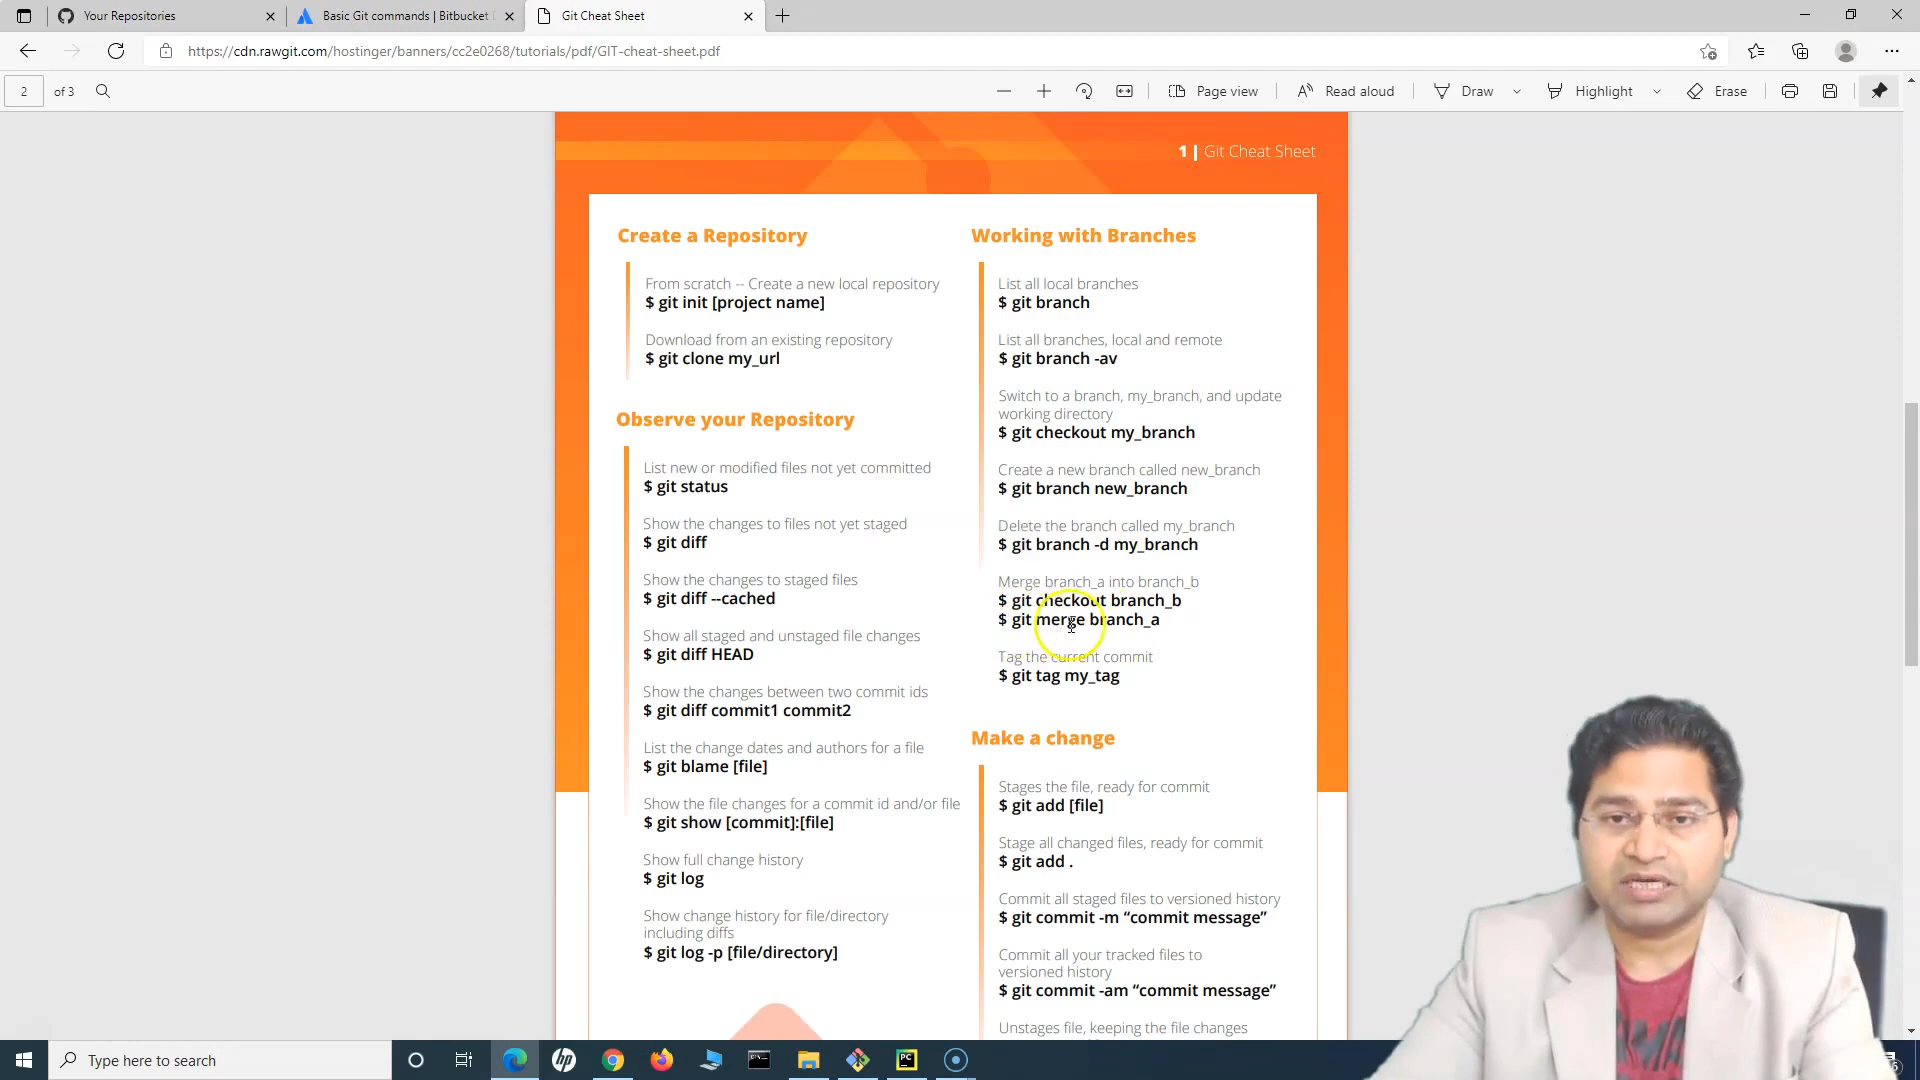 Your Repositories
Basic Git commands | Bitbucket
Git Cheat Sheet
https://cdn.rawgit.com/hostinger/banners/cc2e0268/tutorials/pdf/GIT-cheat-sheet.pdf
2 of 3
Page view
Read aloud
Draw
Highlight
Erase
1 | Git Cheat Sheet
Create a Repository
From scratch -- Create a new local repository
$ git init [project name]
Download from an existing repository
$ git clone my_url
Observe your Repository
List new or modified files not yet committed
$ git status
Show the changes to files not yet staged
$ git diff
Show the changes to staged files
$ git diff --cached
Show all staged and unstaged file changes
$ git diff HEAD
Show the changes between two commit ids
$ git diff commit1 commit2
List the change dates and authors for a file
$ git blame [file]
Show the file changes for a commit id and/or file
$ git show [commit]:[file]
Show full change history
$ git log
Show change history for file/directory
including diffs
$ git log -p [file/directory]
Working with Branches
List all local branches
$ git branch
List all branches, local and remote
$ git branch -av
Switch to a branch, my_branch, and update
working directory
$ git checkout my_branch
Create a new branch called new_branch
$ git branch new_branch
Delete the branch called my_branch
$ git branch -d my_branch
Merge branch_a into branch_b
$ git checkout branch_b
$ git merge branch_a
Tag the current commit
$ git tag my_tag
Make a change
Stages the file, ready for commit
$ git add [file]
Stage all changed files, ready for commit
$ git add .
Commit all staged files to versioned history
$ git commit -m “commit message”
Commit all your tracked files to
versioned history
$ git commit -am “commit message”
Unstages file, keeping the file changes
Type here to search
hp
PC